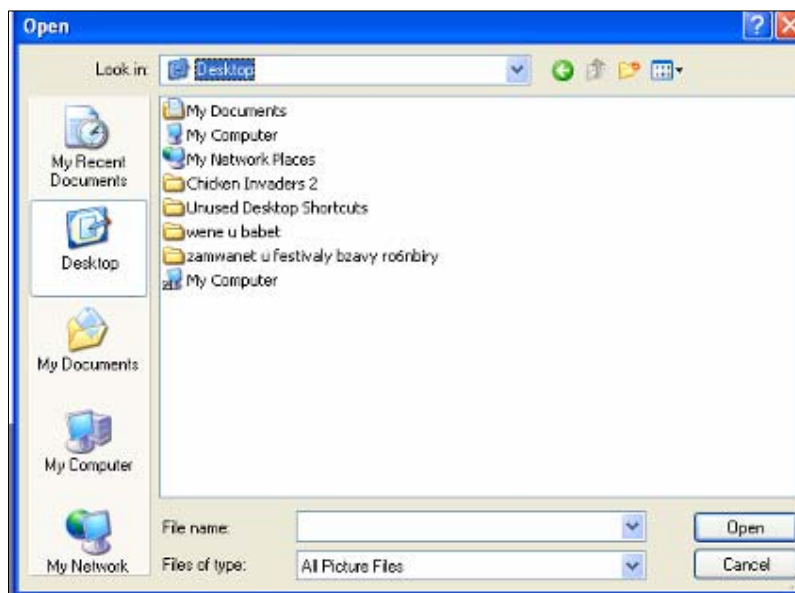 Open
Look in:
Desktop
My Recent
Documents
Desktop
My Documents
My Computer
My Network
My Documents
My Computer
My Network Places
Chicken Invaders 2
Unused Desktop Shortcuts
wene u babet
zamwanet u festivaly bzavy ro6nbiry
My Computer
File name:
Open
Files of type:
All Picture Files
Cancel